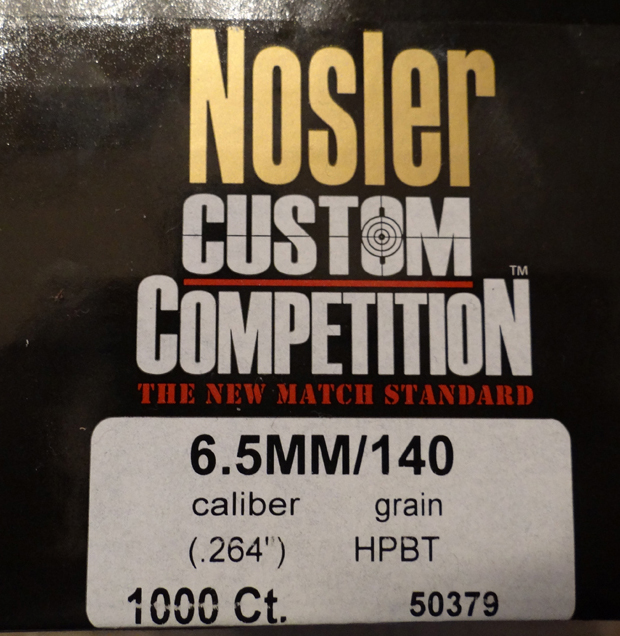 Nosler
CUSTOM
COMPETITION™
THE NEW MATCH STANDARD
6.5MM/140
caliber grain
(.264") HPBT
1000 Ct. 50379